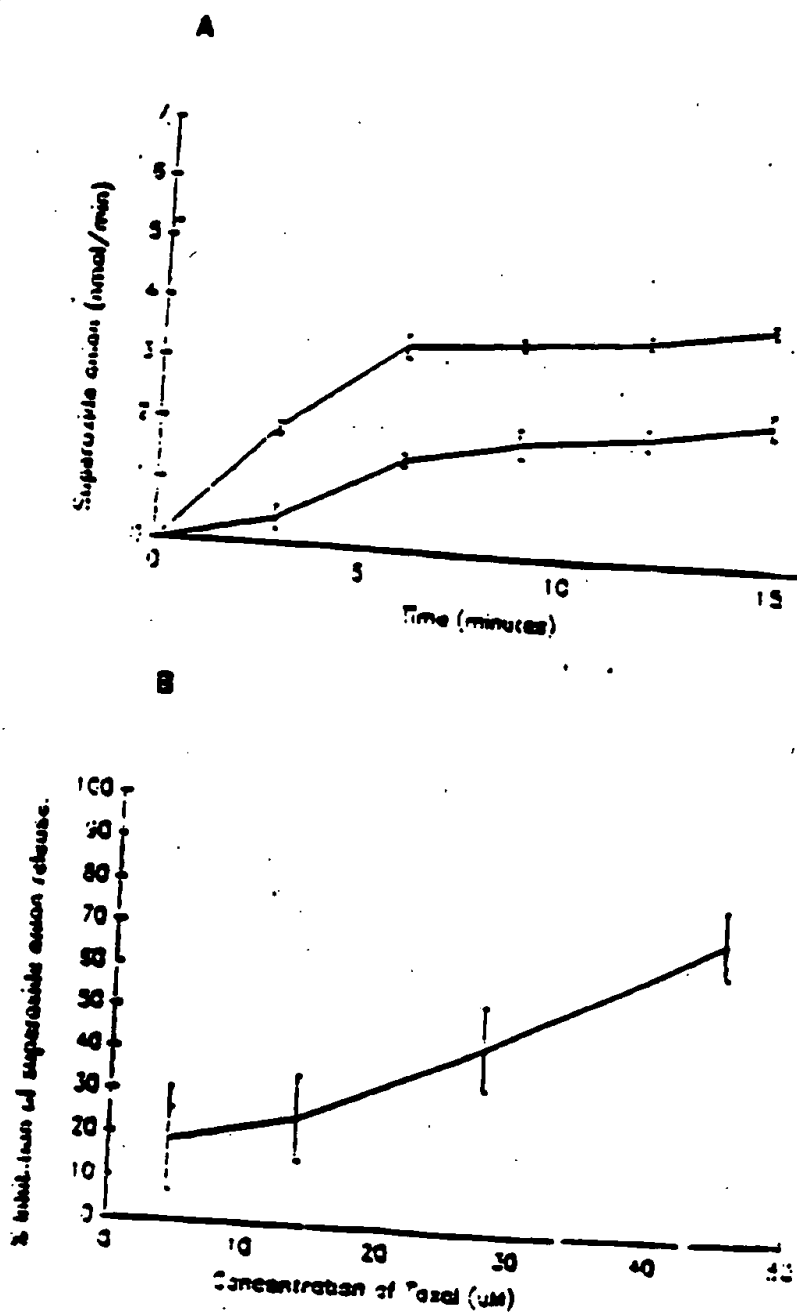 A
Superoxide anion (nmol/min)
5
4
3
2
0
0 5 10 15
Time (minutes)
B
% inhibition of superoxide anion release.
100
90
80
70
60
50
40
30
20
10
0
0 10 20 30 40
Concentration of Taxol (uM)